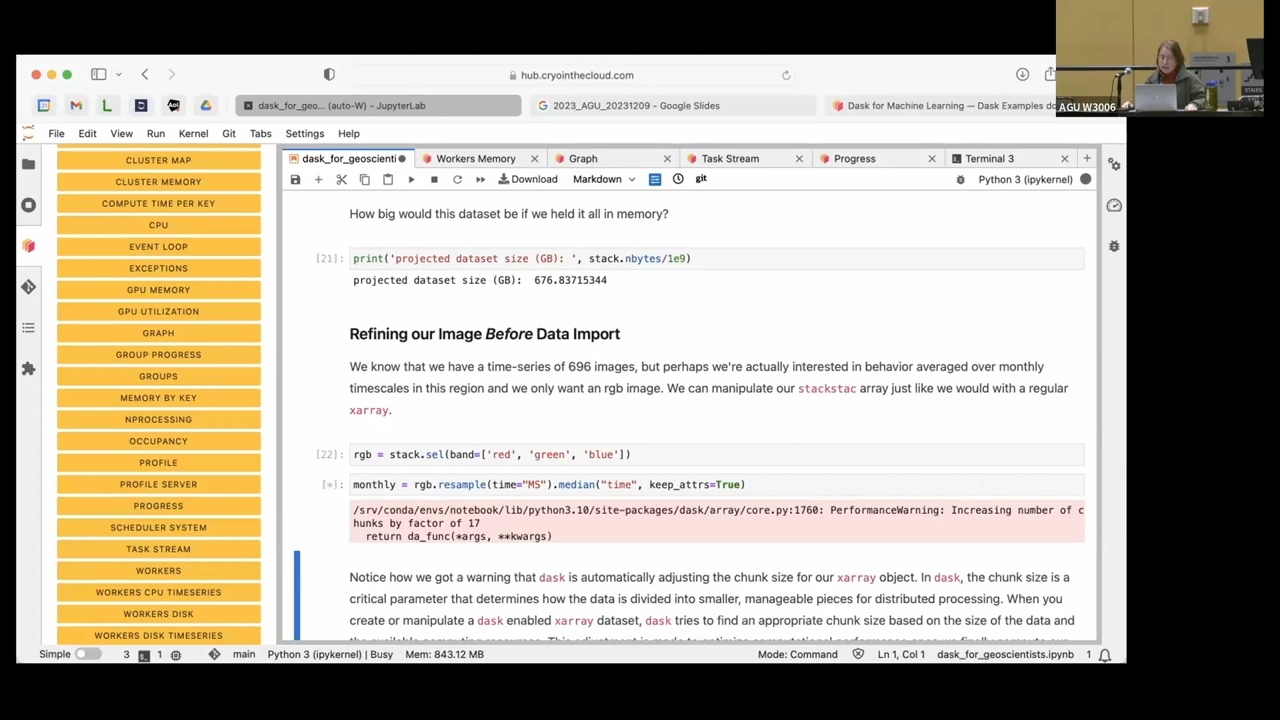 hub.cryointhecloud.com
dask_for_geo... (auto-W) - JupyterLab
2023_AGU_20231209 - Google Slides
Dask for Machine Learning — Dask Examples do
AGU W3006
File Edit View Run Kernel Git Tabs Settings Help
CLUSTER MAP
CLUSTER MEMORY
COMPUTE TIME PER KEY
CPU
EVENT LOOP
EXCEPTIONS
GPU MEMORY
GPU UTILIZATION
GRAPH
GROUP PROGRESS
GROUPS
MEMORY BY KEY
NPROCESSING
OCCUPANCY
PROFILE
PROFILE SERVER
PROGRESS
SCHEDULER SYSTEM
TASK STREAM
WORKERS
WORKERS CPU TIMESERIES
WORKERS DISK
WORKERS DISK TIMESERIES
dask_for_geoscienti
Workers Memory
Graph
Task Stream
Progress
Terminal 3
Download Markdown git Python 3 (ipykernel)
How big would this dataset be if we held it all in memory?
[21]: print('projected dataset size (GB): ', stack.nbytes/1e9)
projected dataset size (GB):  676.83715344
Refining our Image Before Data Import
We know that we have a time-series of 696 images, but perhaps we're actually interested in behavior averaged over monthly
timescales in this region and we only want an rgb image. We can manipulate our stackstac array just like we would with a regular
xarray.
[22]: rgb = stack.sel(band=['red', 'green', 'blue'])
[*]: monthly = rgb.resample(time="MS").median("time", keep_attrs=True)
/srv/conda/envs/notebook/lib/python3.10/site-packages/dask/array/core.py:1760: PerformanceWarning: Increasing number of c
hunks by factor of 17
return da_func(*args, **kwargs)
Notice how we got a warning that dask is automatically adjusting the chunk size for our xarray object. In dask, the chunk size is a
critical parameter that determines how the data is divided into smaller, manageable pieces for distributed processing. When you
create or manipulate a dask enabled xarray dataset, dask tries to find an appropriate chunk size based on the size of the data and
Simple 3 1 main Python 3 (ipykernel) | Busy Mem: 843.12 MB Mode: Command Ln 1, Col 1 dask_for_geoscientists.ipynb 1